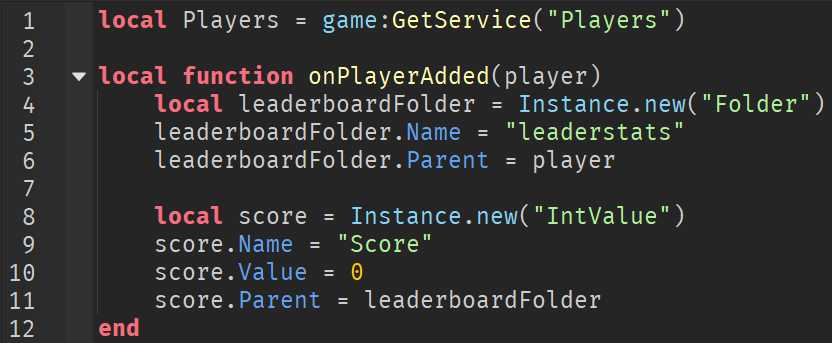 1 local Players = game:GetService("Players")
2
3 local function onPlayerAdded(player)
4 local leaderboardFolder = Instance.new("Folder")
5 leaderboardFolder.Name = "leaderstats"
6 leaderboardFolder.Parent = player
7
8 local score = Instance.new("IntValue")
9 score.Name = "Score"
10 score.Value = 0
11 score.Parent = leaderboardFolder
12 end